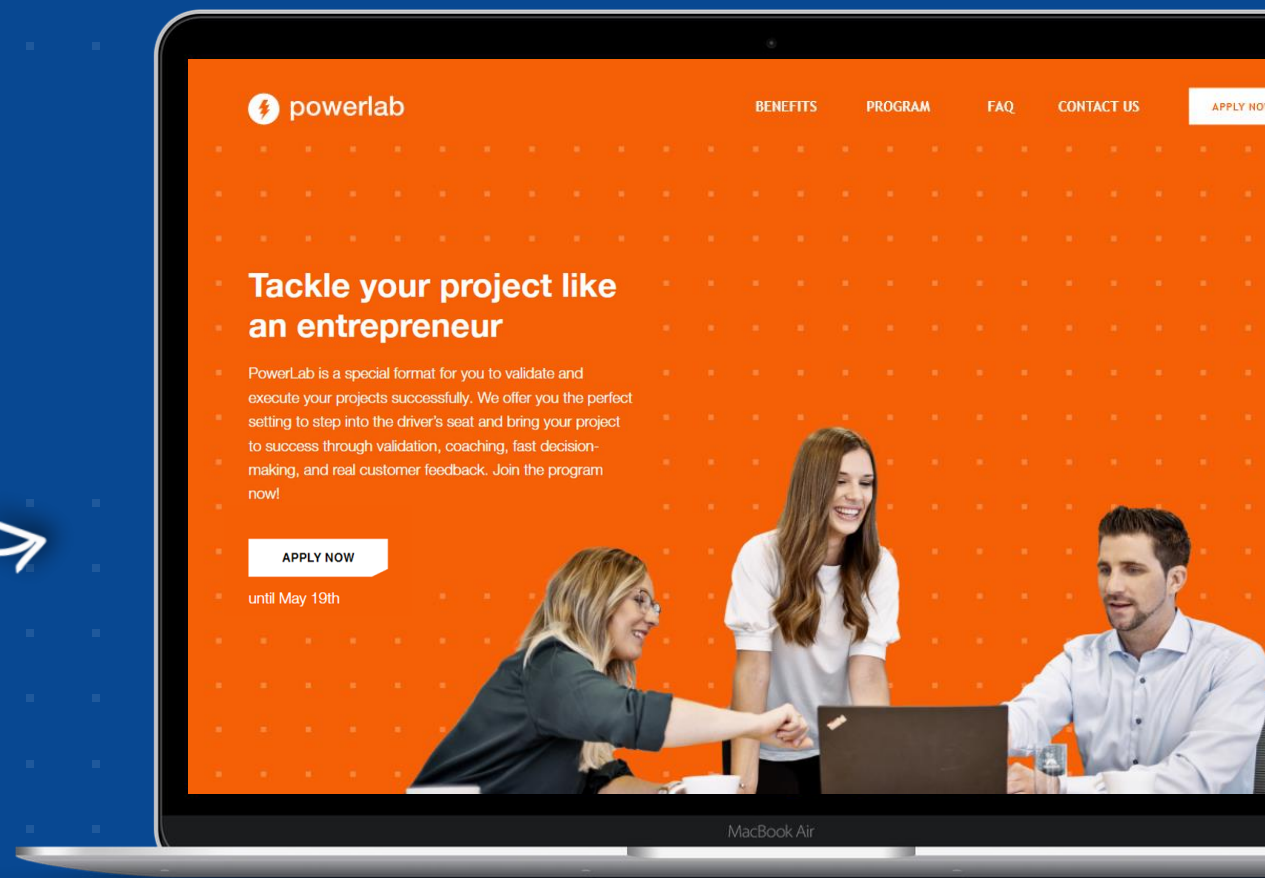 powerlab
BENEFITS PROGRAM FAQ CONTACT US
APPLY
Tackle your project like
an entrepreneur
PowerLab is a special format for you to validate and
execute your projects successfully. We offer you the perfect
setting to step into the driver’s seat and bring your project
to success through validation, coaching, fast decision-
making, and real customer feedback. Join the program
now!
APPLY NOW
until May 19th
MacBook Air